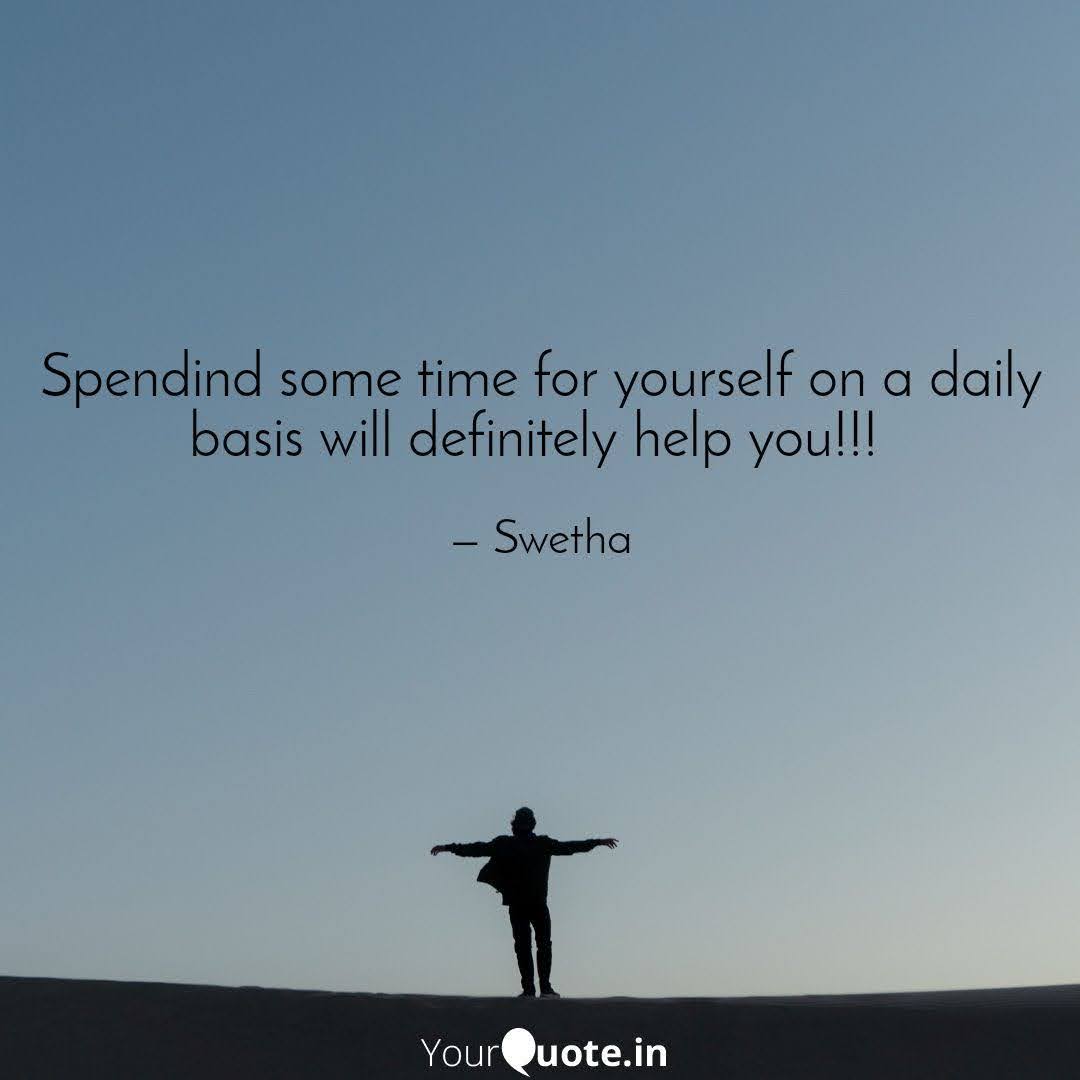 Spendind some time for yourself on a daily
basis will definitely help you!!!
– Swetha
YourQuote.in